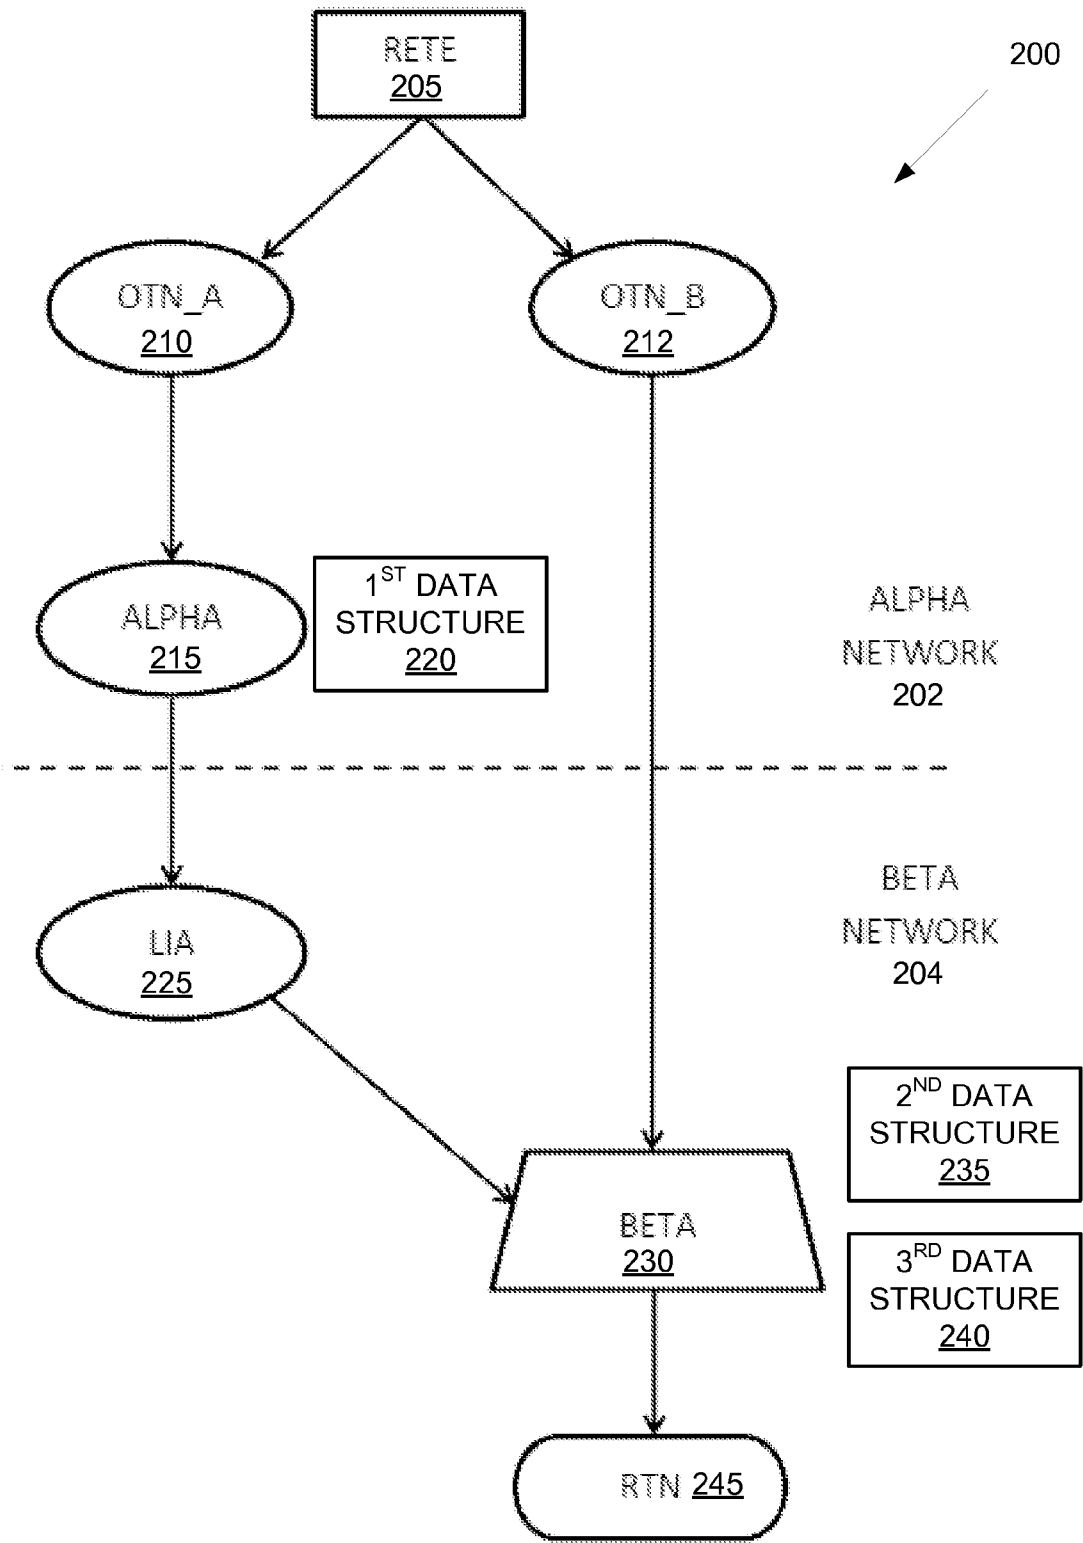 RETE
205
200
OTN_A
210
OTN_B
212
ALPHA
215
1ST DATA
STRUCTURE
220
ALPHA
NETWORK
202
LIA
225
BETA
NETWORK
204
2ND DATA
STRUCTURE
235
BETA
230
3RD DATA
STRUCTURE
240
RTN 245